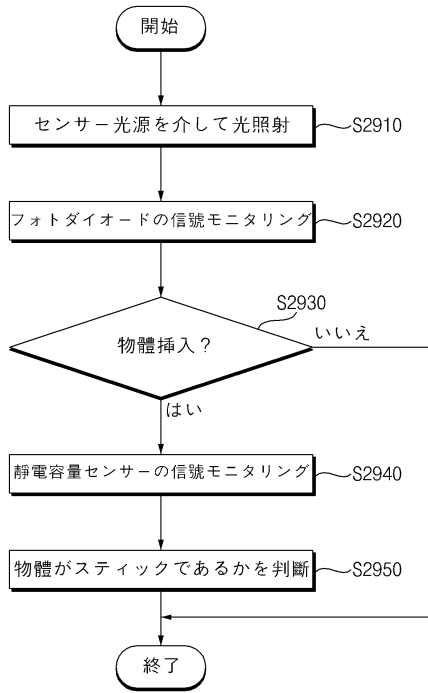 開始
センサー光源を介して光照射
S2910
フォトダイオードの信號モニタリング
S2920
S2930
物體挿入?
いいえ
はい
靜電容量センサーの信號モニタリング
S2940
物體がスティックであるかを判斷
S2950
終了